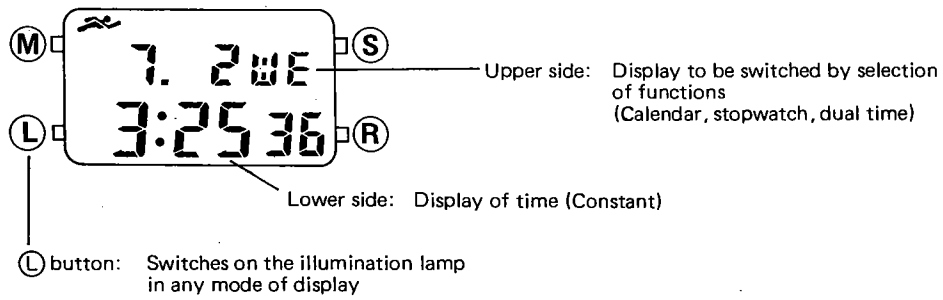 M
S
7. 2 WE
Upper side: Display to be switched by selection
of functions
(Calendar, stopwatch, dual time)
L
3:25 36
R
Lower side: Display of time (Constant)
L button: Switches on the illumination lamp
in any mode of display